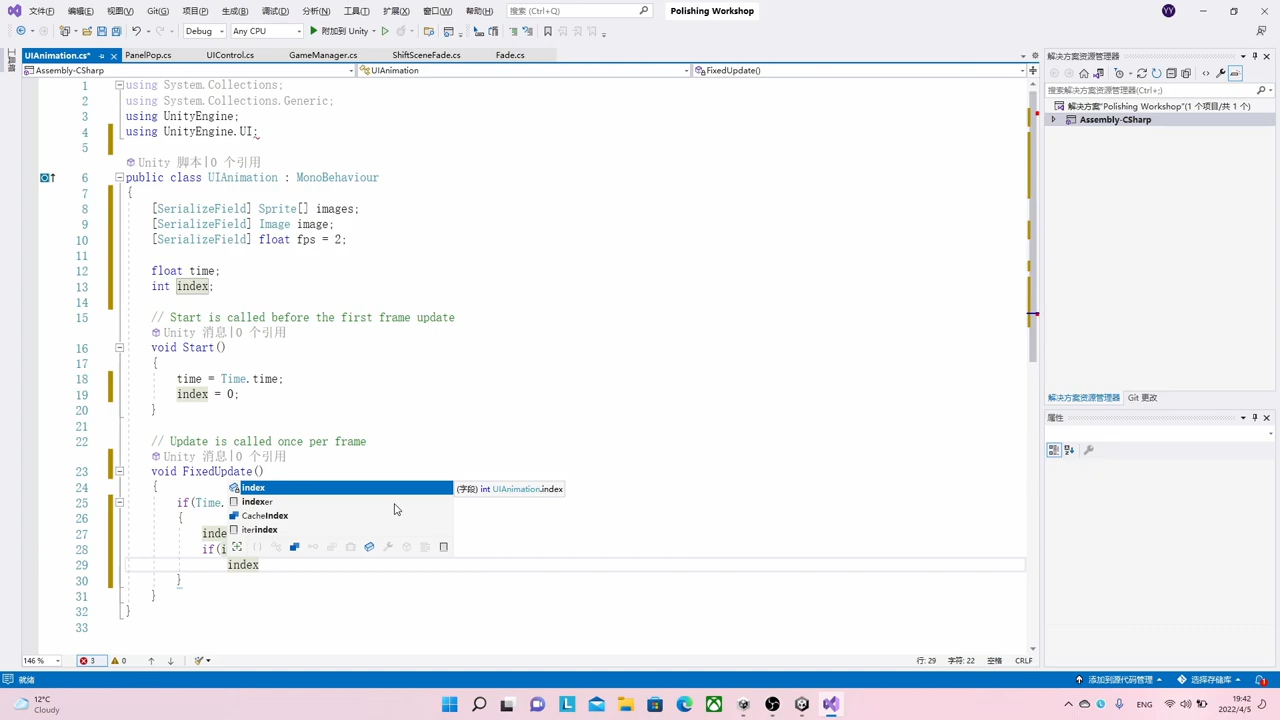 文件(F) 编辑(E) 视图(V) Git(G) 项目(P) 生成(B) 调试(D) 分析(N) 工具(T) 扩展(X) 窗口(W) 帮助(H) 搜索 (Ctrl+Q) Polishing Workshop YY
Debug Any CPU 附加到 Unity
工具箱
UIAnimation.cs* PanelPop.cs UIControl.cs GameManager.cs ShiftSceneFade.cs Fade.cs
Assembly-CSharp UIAnimation FixedUpdate()
1 using System.Collections;
2 using System.Collections.Generic;
3 using UnityEngine;
4 using UnityEngine.UI;
5
Unity 脚本|0 个引用
6 public class UIAnimation : MonoBehaviour
7 {
8 [SerializeField] Sprite[] images;
9 [SerializeField] Image image;
10 [SerializeField] float fps = 2;
11
12 float time;
13 int index;
14
15 // Start is called before the first frame update
Unity 消息|0 个引用
16 void Start()
17 {
18 time = Time.time;
19 index = 0;
20 }
21
22 // Update is called once per frame
Unity 消息|0 个引用
23 void FixedUpdate()
24 {
index (字段) int UIAnimation.index
25 if(Time.
indexer
26 {
CacheIndex
27 inde
iterindex
28 if(i
29 index
30 }
31 }
32 }
33
146 % 3 0 行: 29 字符: 22 空格 CRLF
解决方案资源管理器
搜索解决方案资源管理器(Ctrl+;)
解决方案"Polishing Workshop"(1 个项目/共 1 个)
Assembly-CSharp
解决方案资源管理器 Git 更改
属性
就绪 添加到源代码管理 选择存储库 1
12°C
Cloudy
ENG
19:42
2022/4/5